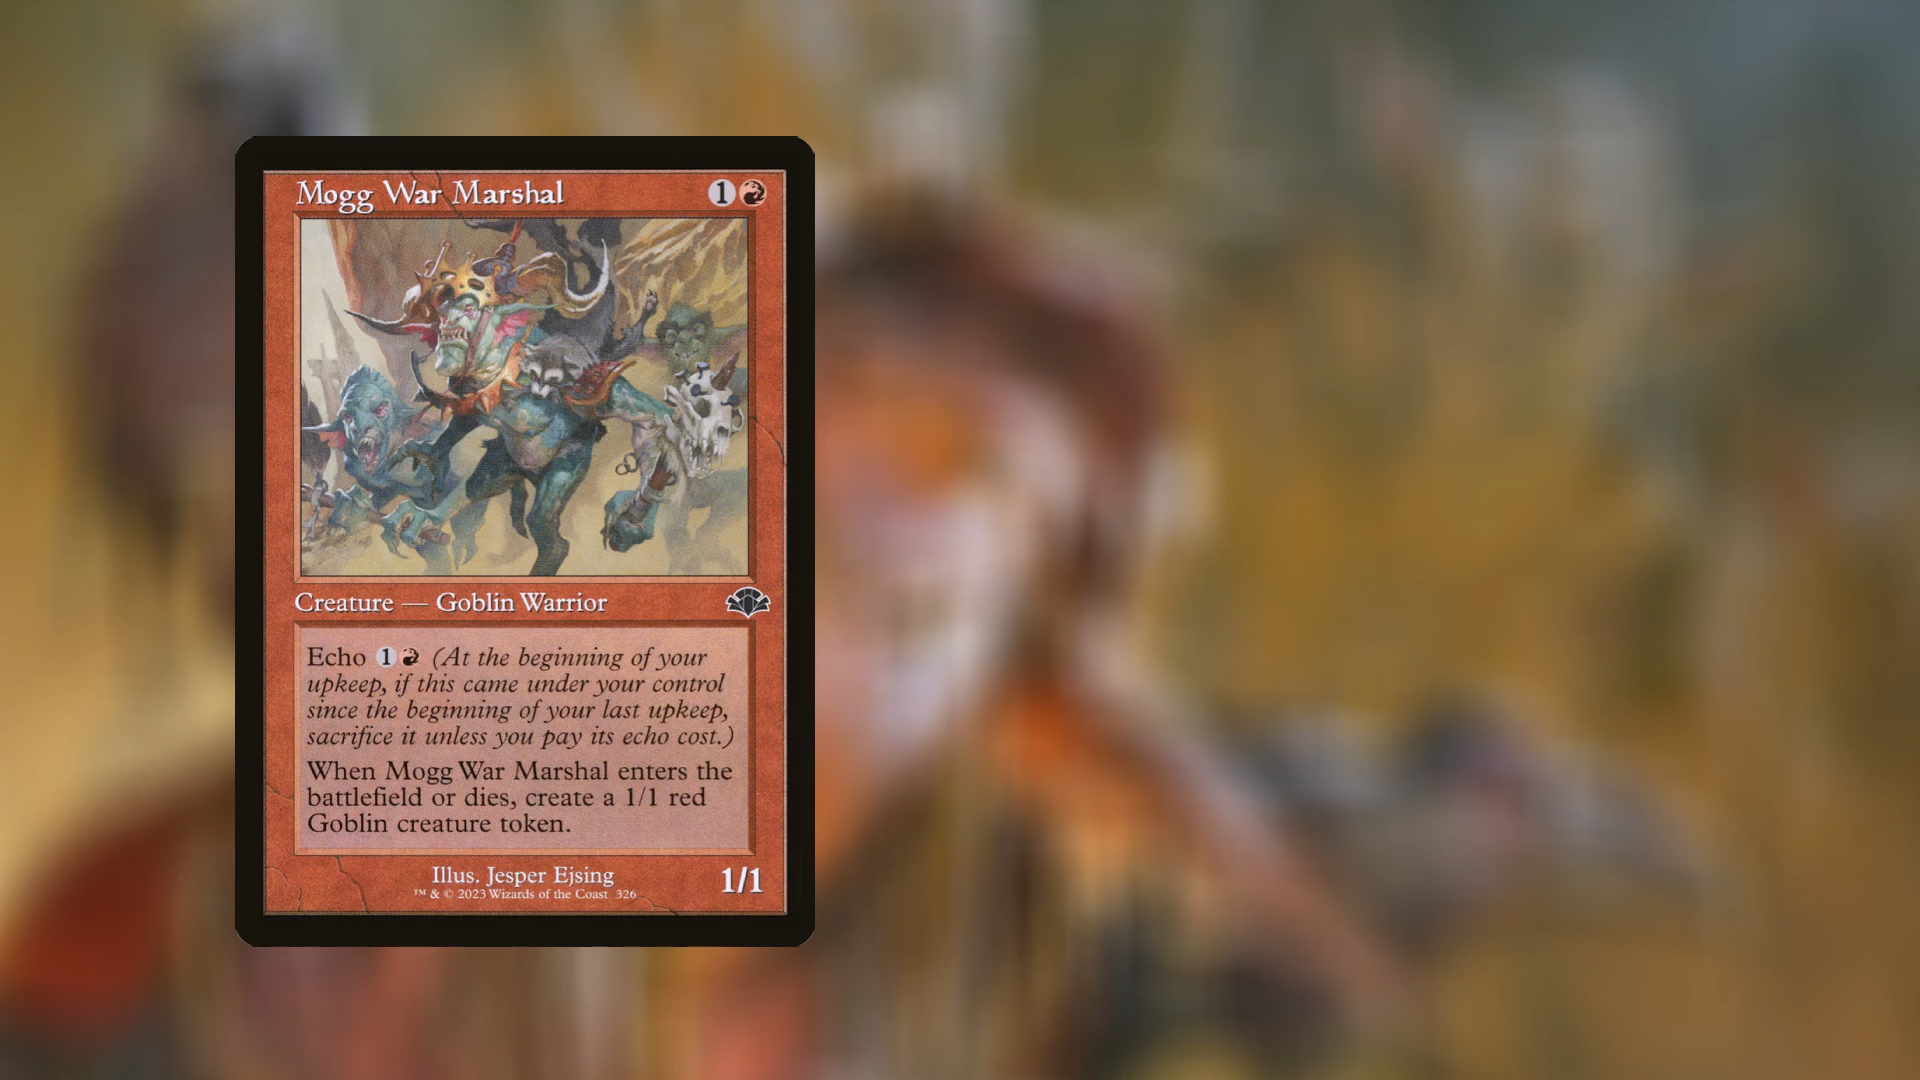 Mogg War Marshal 1
Creature — Goblin Warrior
Echo 1 (At the beginning of your
upkeep, if this came under your control
since the beginning of your last upkeep,
sacrifice it unless you pay its echo cost.)
When Mogg War Marshal enters the
battlefield or dies, create a 1/1 red
Goblin creature token.
Illus. Jesper Ejsing
™ & © 2023 Wizards of the Coast 326
1/1